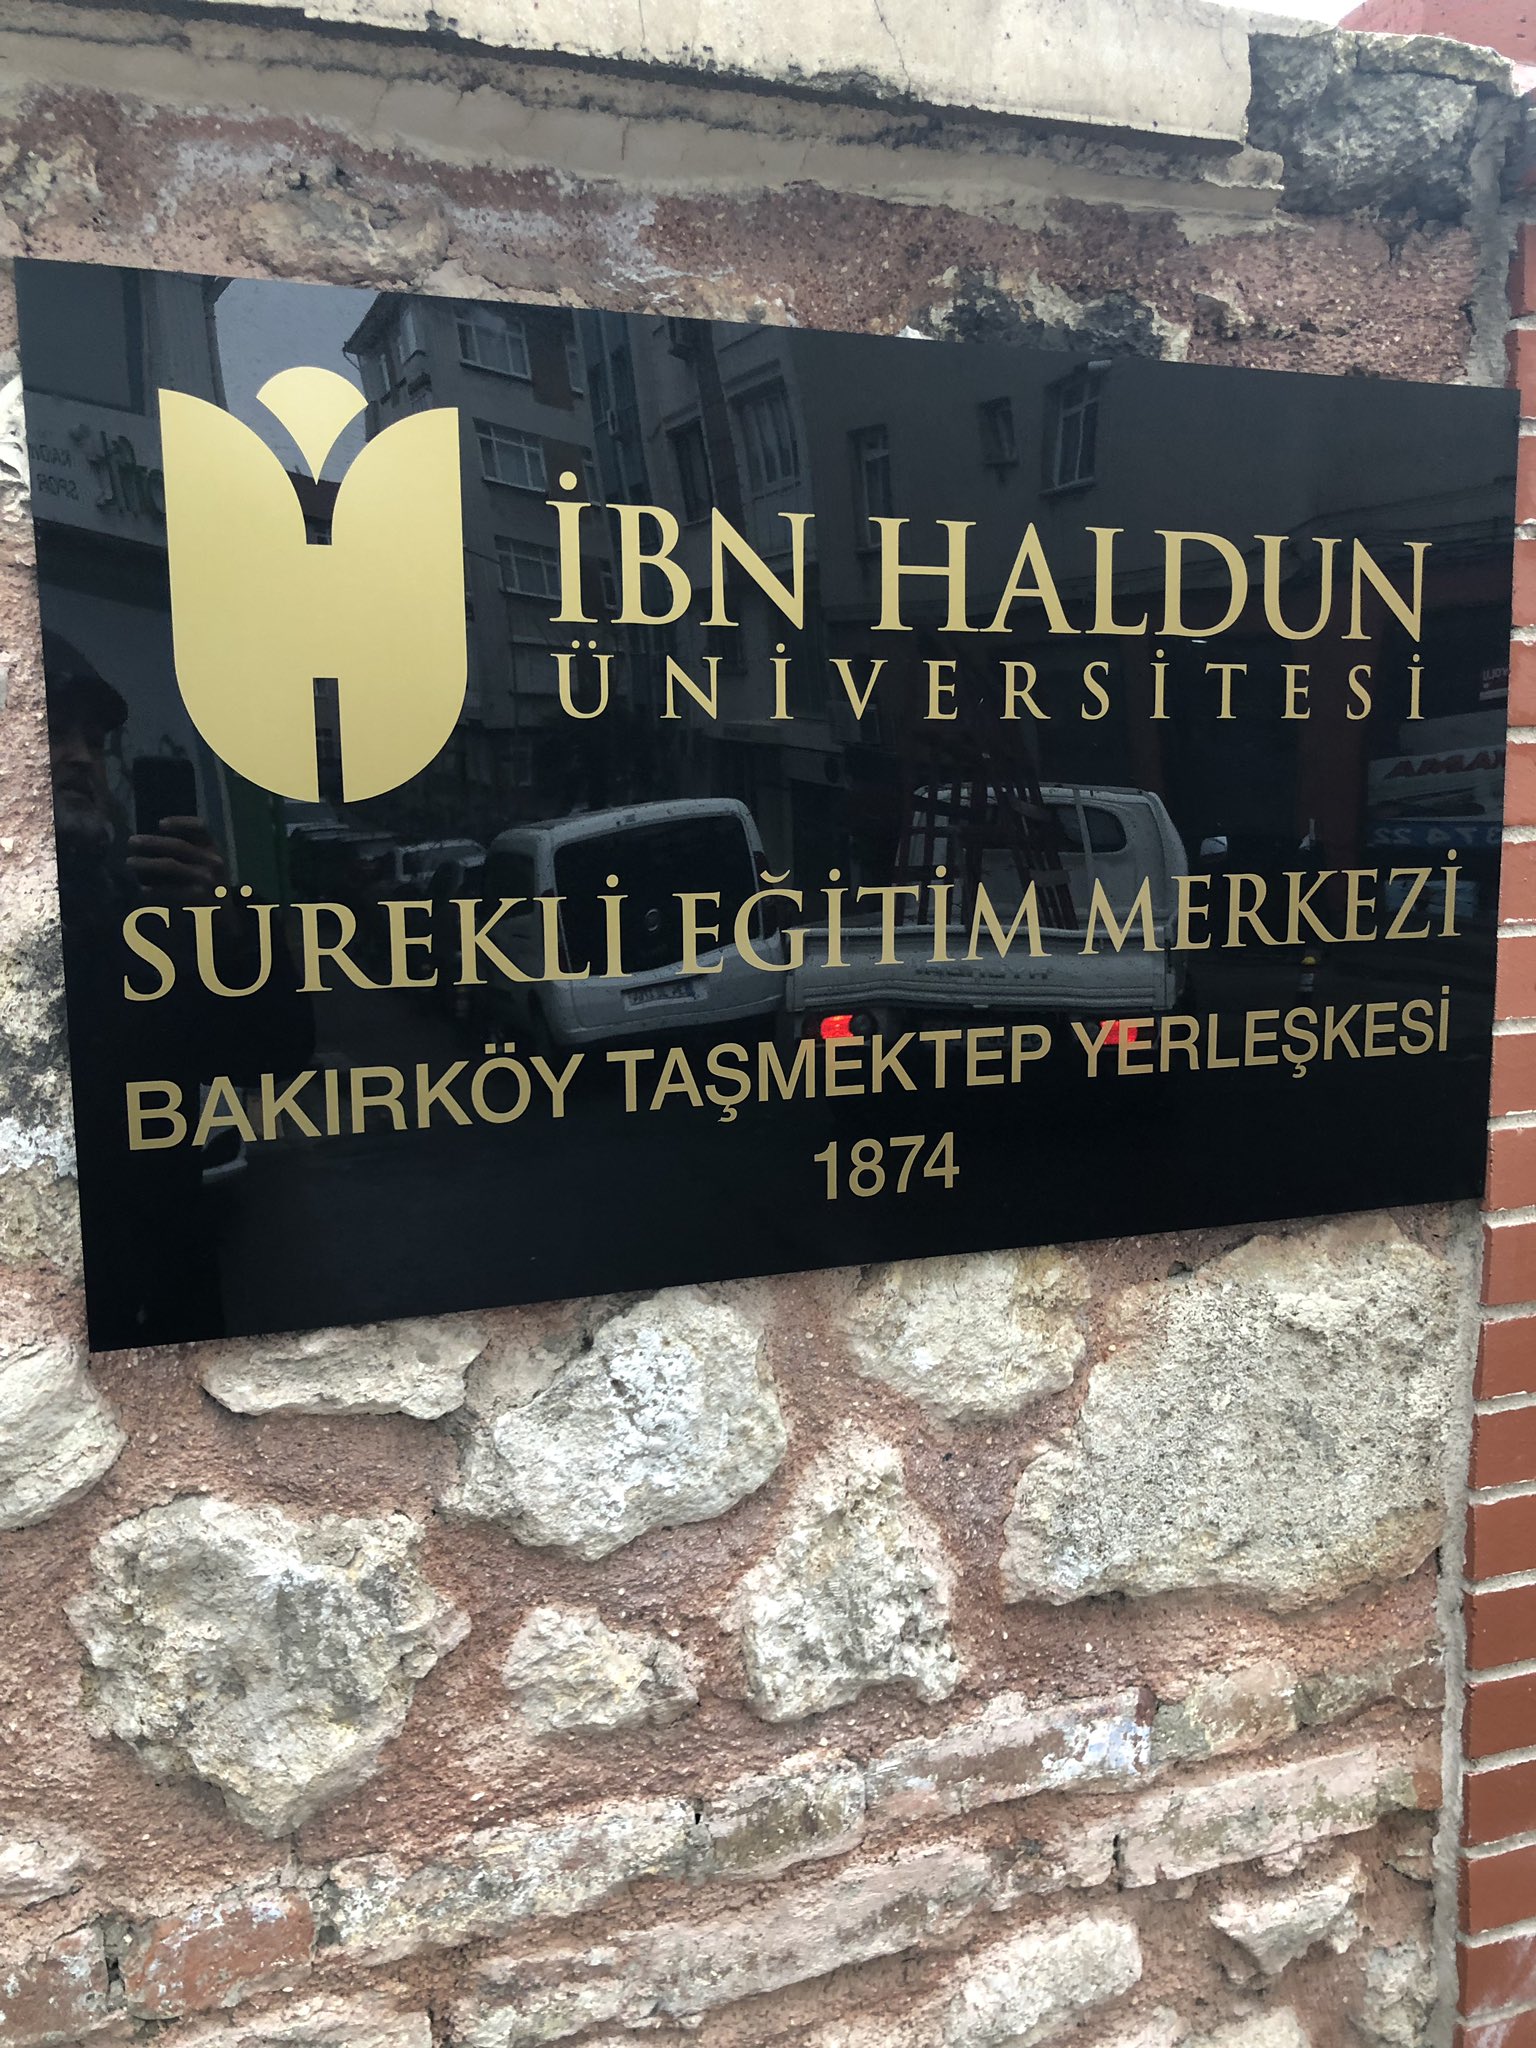 İBN HALDUN
ÜNİVERSİTESİ
SÜREKLİ EĞİTİM MERKEZİ
BAKIRKÖY TAŞMEKTEP YERLEŞKESİ
1874